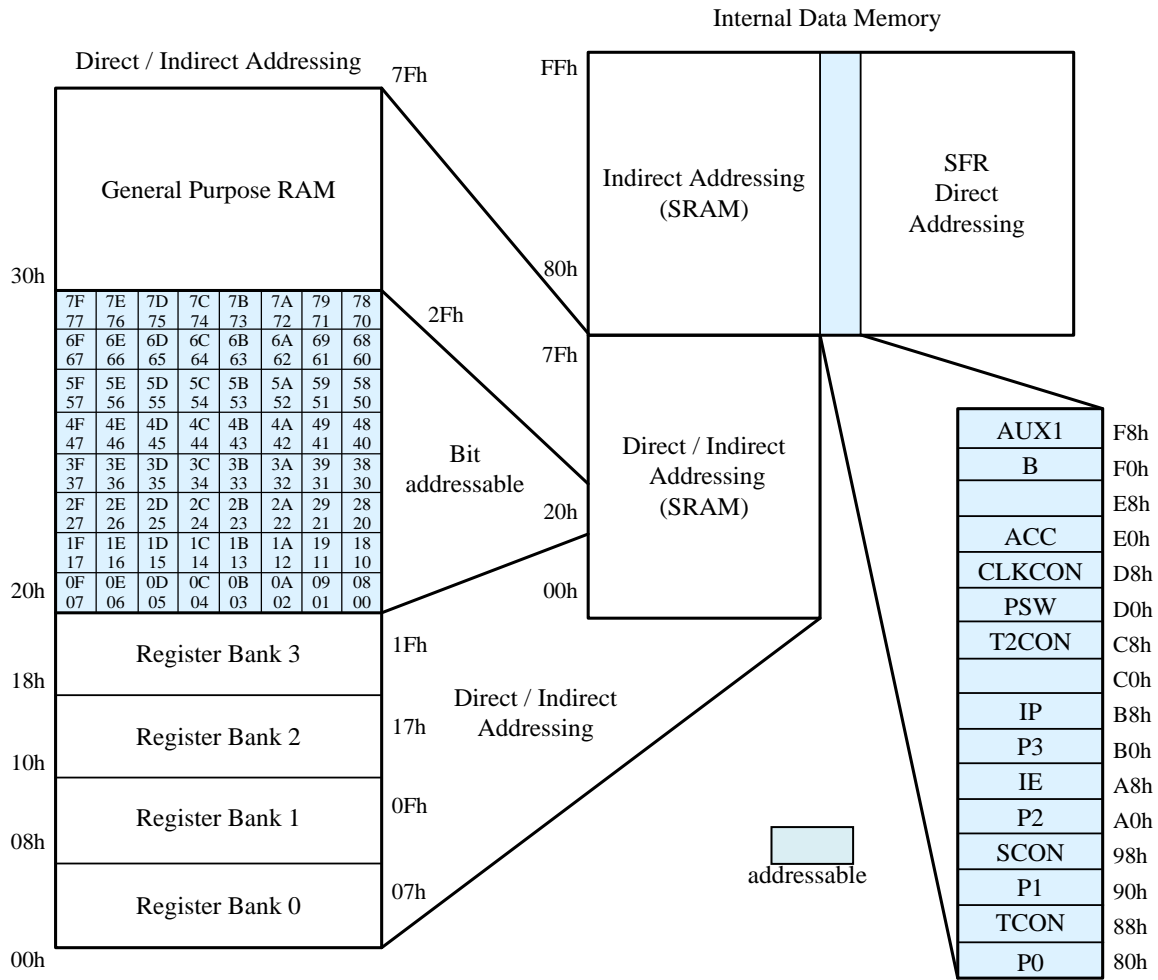 Internal Data Memory
Direct / Indirect Addressing
7Fh
FFh
General Purpose RAM
Indirect Addressing
(SRAM)
SFR
Direct
Addressing
30h
80h
7F 7E 7D 7C 7B 7A 79 78
77 76 75 74 73 72 71 70
6F 6E 6D 6C 6B 6A 69 68
67 66 65 64 63 62 61 60
5F 5E 5D 5C 5B 5A 59 58
57 56 55 54 53 52 51 50
4F 4E 4D 4C 4B 4A 49 48
47 46 45 44 43 42 41 40
3F 3E 3D 3C 3B 3A 39 38
37 36 35 34 33 32 31 30
2F 2E 2D 2C 2B 2A 29 28
27 26 25 24 23 22 21 20
1F 1E 1D 1C 1B 1A 19 18
17 16 15 14 13 12 11 10
0F 0E 0D 0C 0B 0A 09 08
07 06 05 04 03 02 01 00
2Fh
7Fh
Bit
addressable
Direct / Indirect
Addressing
(SRAM)
20h
20h
00h
Register Bank 3
1Fh
18h
Register Bank 2
17h
10h
Direct / Indirect
Addressing
Register Bank 1
0Fh
08h
Register Bank 0
07h
00h
addressable
AUX1 F8h
B F0h
E8h
ACC E0h
CLKCON D8h
PSW D0h
T2CON C8h
C0h
IP B8h
P3 B0h
IE A8h
P2 A0h
SCON 98h
P1 90h
TCON 88h
P0 80h